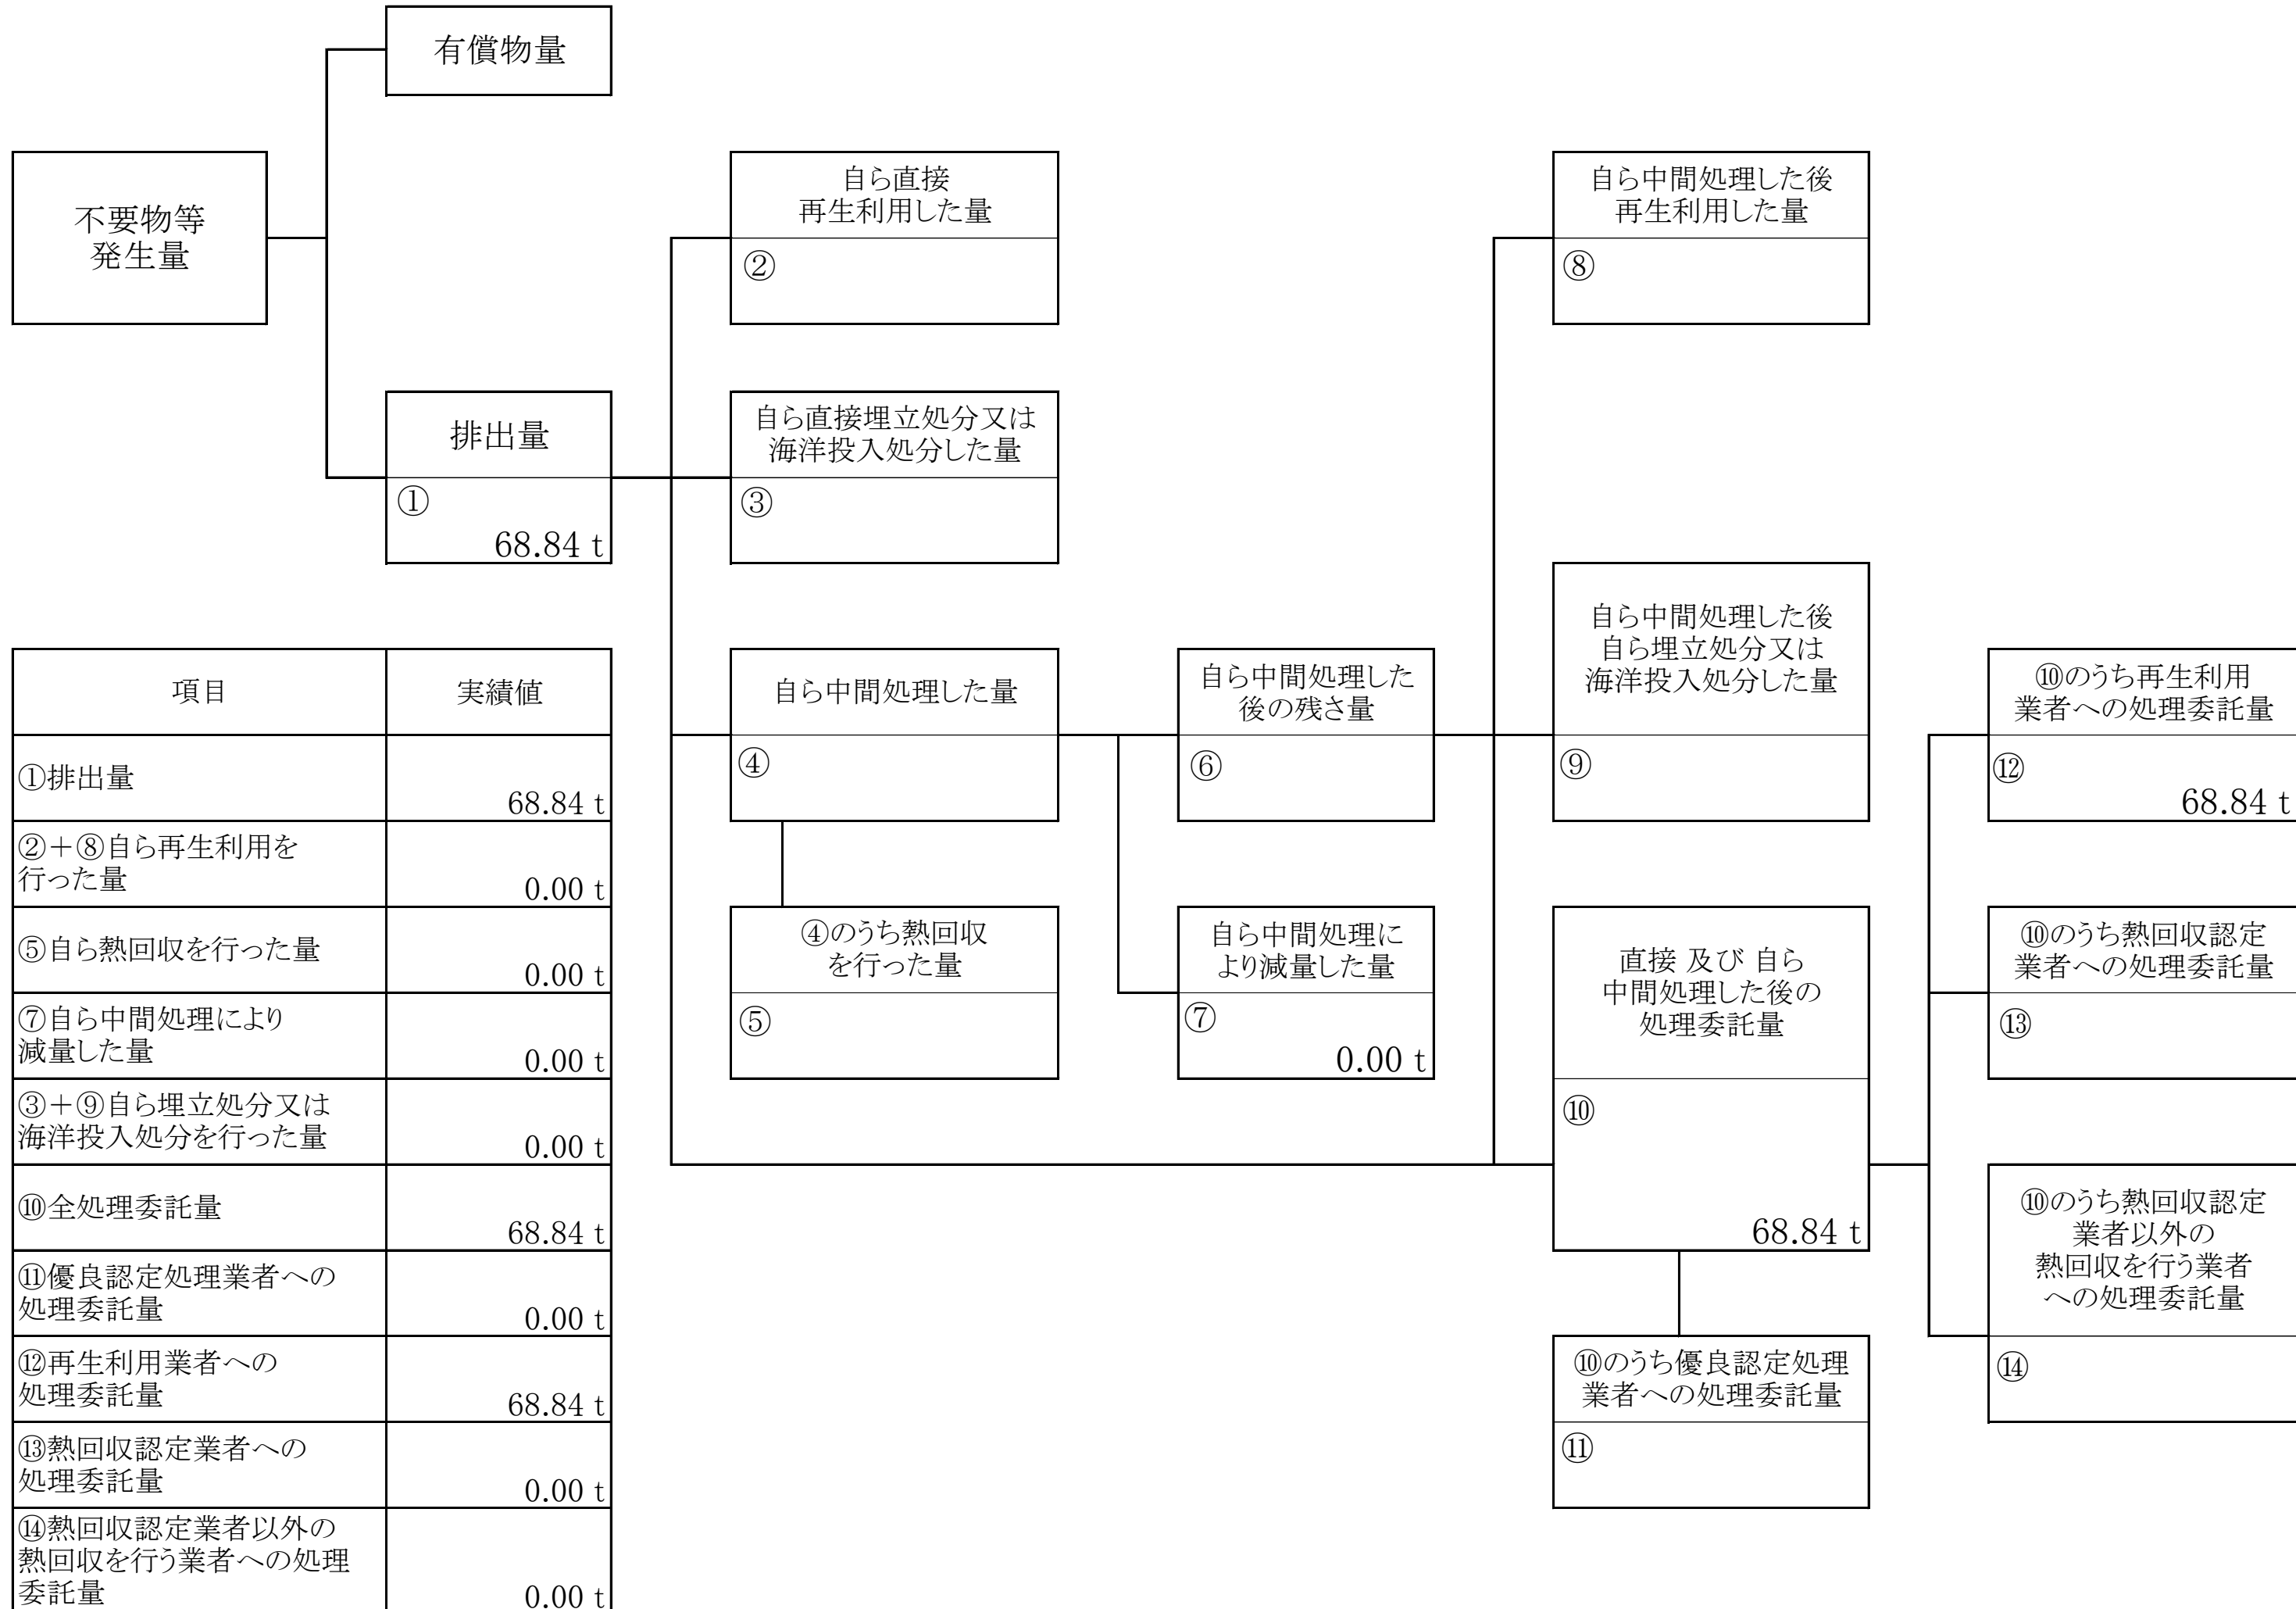 有償物量
不要物等
発生量
自ら直接
再生利用した量
②
自ら中間処理した後
再生利用した量
⑧
排出量
①
68.84 t
自ら直接埋立処分又は
海洋投入処分した量
③
自ら中間処理した後
自ら埋立処分又は
海洋投入処分した量
⑨
自ら中間処理した量
④
自ら中間処理した
後の残さ量
⑥
⑩のうち再生利用
業者への処理委託量
⑫
68.84 t
④のうち熱回収
を行った量
⑤
自ら中間処理に
より減量した量
⑦
0.00 t
直接 及び 自ら
中間処理した後の
処理委託量
⑩
68.84 t
⑩のうち熱回収認定
業者への処理委託量
⑬
⑩のうち熱回収認定
業者以外の
熱回収を行う業者
への処理委託量
⑭
⑩のうち優良認定処理
業者への処理委託量
⑪
項目 実績値
①排出量
68.84 t
②＋⑧自ら再生利用を
行った量
0.00 t
⑤自ら熱回収を行った量
0.00 t
⑦自ら中間処理により
減量した量
0.00 t
③＋⑨自ら埋立処分又は
海洋投入処分を行った量
0.00 t
⑩全処理委託量
68.84 t
⑪優良認定処理業者への
処理委託量
0.00 t
⑫再生利用業者への
処理委託量
68.84 t
⑬熱回収認定業者への
処理委託量
0.00 t
⑭熱回収認定業者以外の
熱回収を行う業者への処理
委託量
0.00 t